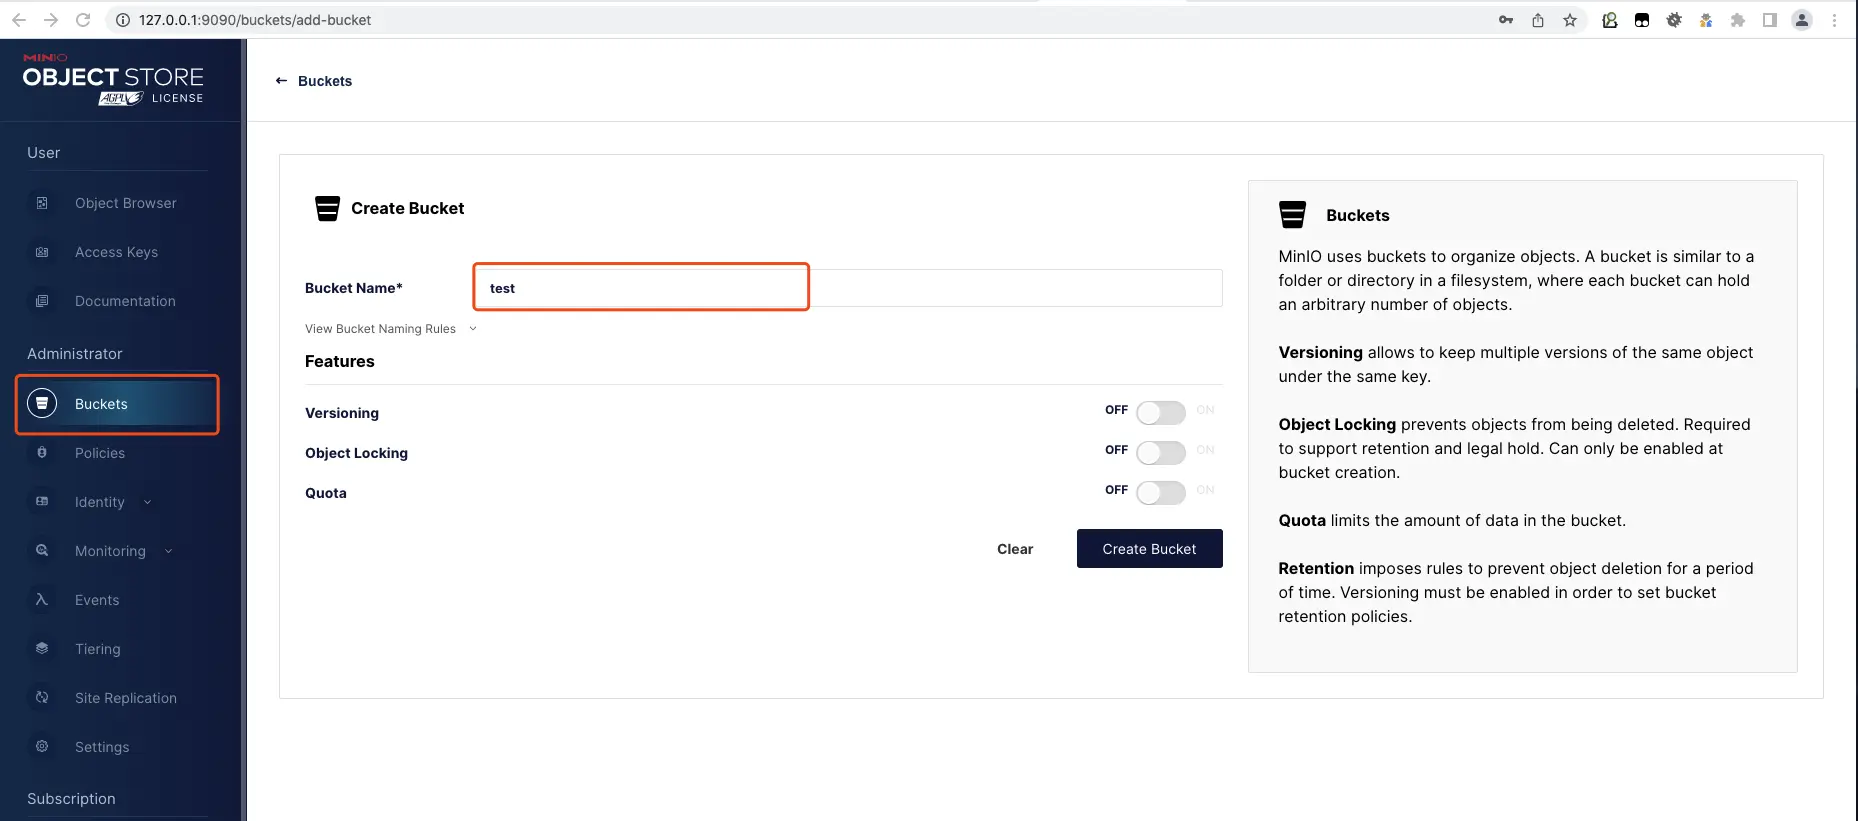 127.0.0.1:9090/buckets/add-bucket
MINIO
OBJECT STORE
AGPLv3 LICENSE
User
Object Browser
Access Keys
Documentation
Administrator
Buckets
Policies
Identity
Monitoring
Events
Tiering
Site Replication
Settings
Subscription
← Buckets
Create Bucket
Bucket Name* test
View Bucket Naming Rules
Features
Versioning OFF ON
Object Locking OFF ON
Quota OFF ON
Clear Create Bucket
Buckets
MinIO uses buckets to organize objects. A bucket is similar to a
folder or directory in a filesystem, where each bucket can hold
an arbitrary number of objects.
Versioning allows to keep multiple versions of the same object
under the same key.
Object Locking prevents objects from being deleted. Required
to support retention and legal hold. Can only be enabled at
bucket creation.
Quota limits the amount of data in the bucket.
Retention imposes rules to prevent object deletion for a period
of time. Versioning must be enabled in order to set bucket
retention policies.